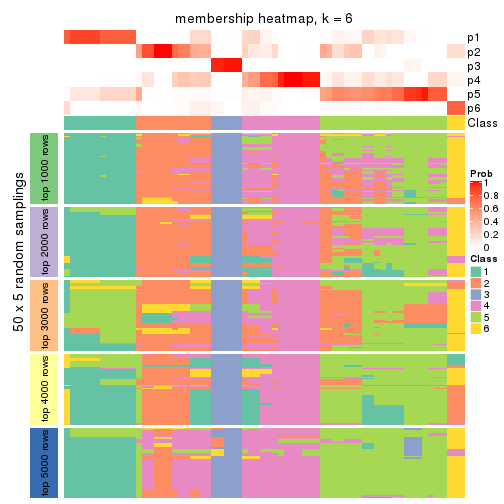 membership heatmap, k = 6
p1
p2
p3
p4
p5
p6
Class
50 x 5 random samplings
top 1000 rows
top 2000 rows
top 3000 rows
top 4000 rows
top 5000 rows
Prob
1
0.8
0.6
0.4
0.2
0
Class
1
2
3
4
5
6